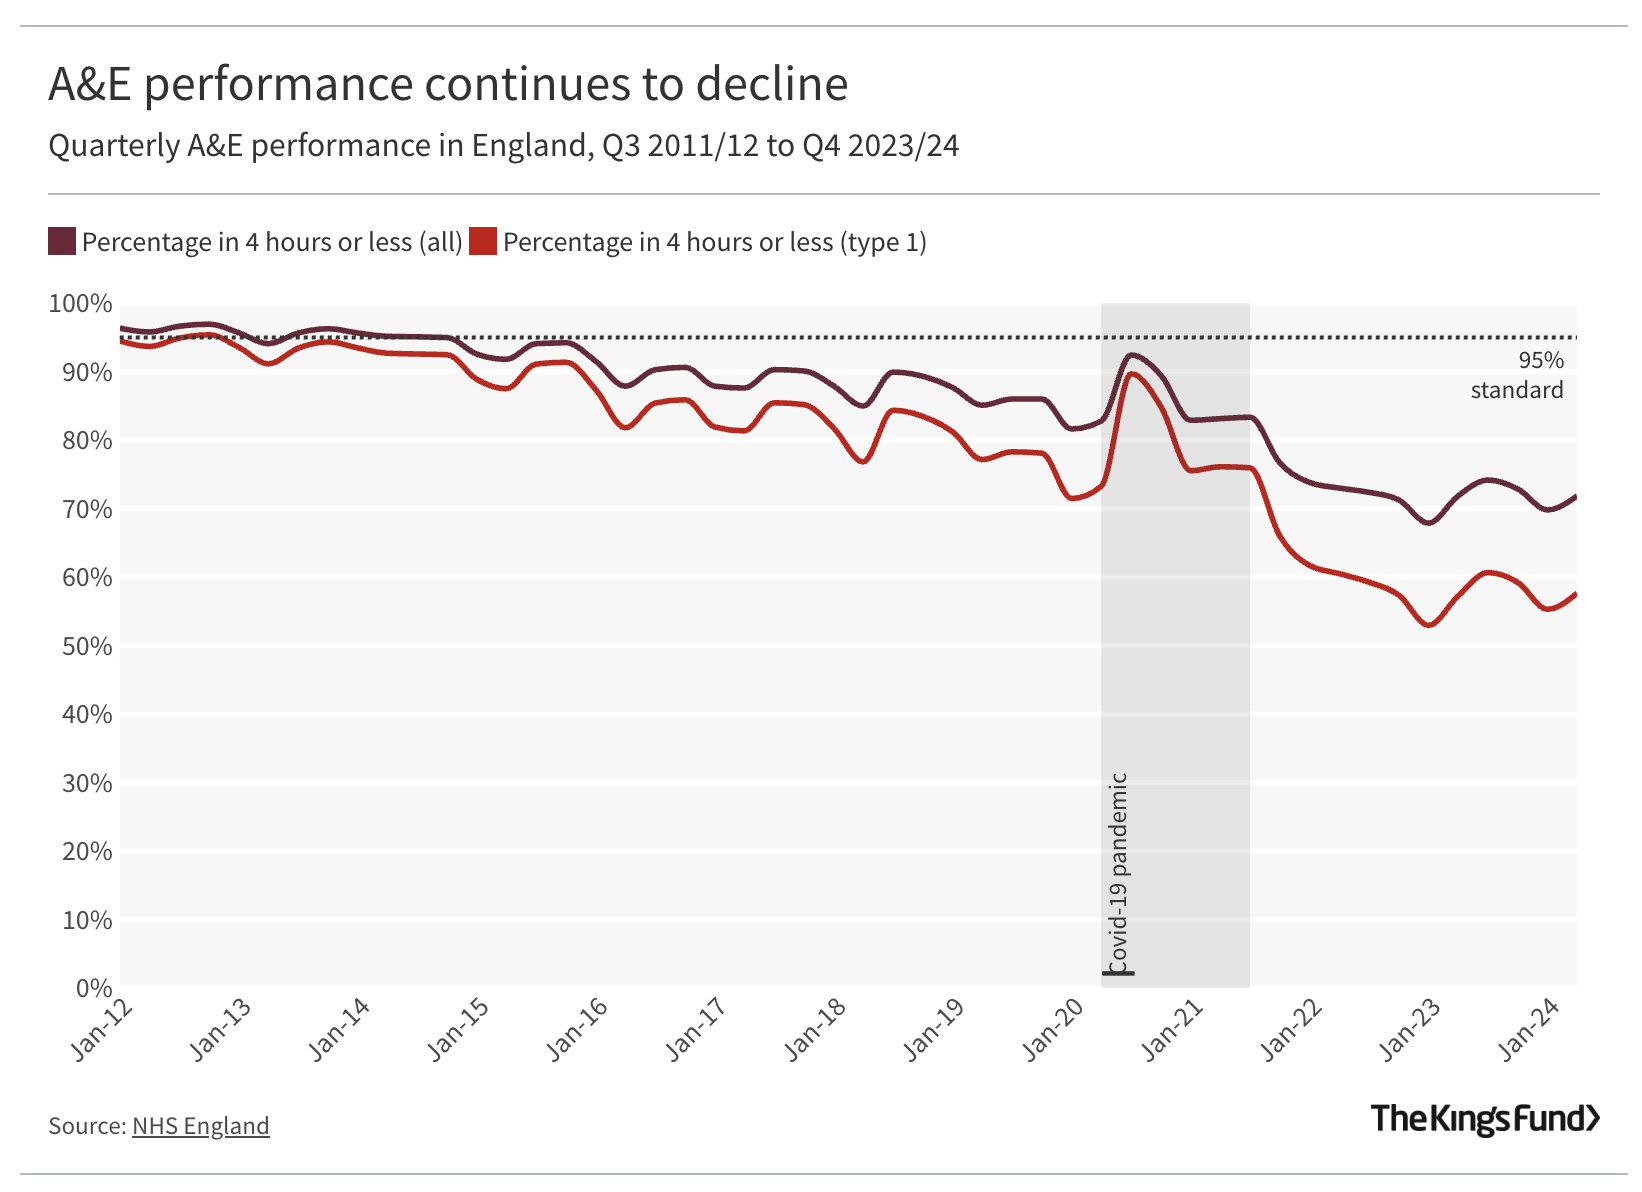 A&E performance continues to decline
Quarterly A&E performance in England, Q3 2011/12 to Q4 2023/24
Percentage in 4 hours or less (all) Percentage in 4 hours or less (type 1)
100%
90%
80%
70%
60%
50%
40%
30%
20%
10%
0%
95%
standard
Covid-19 pandemic
Jan-12
Jan-13
Jan-14
Jan-15
Jan-16
Jan-17
Jan-18
Jan-19
Jan-20
Jan-21
Jan-22
Jan-23
Jan-24
Source: NHS England
TheKing'sFund